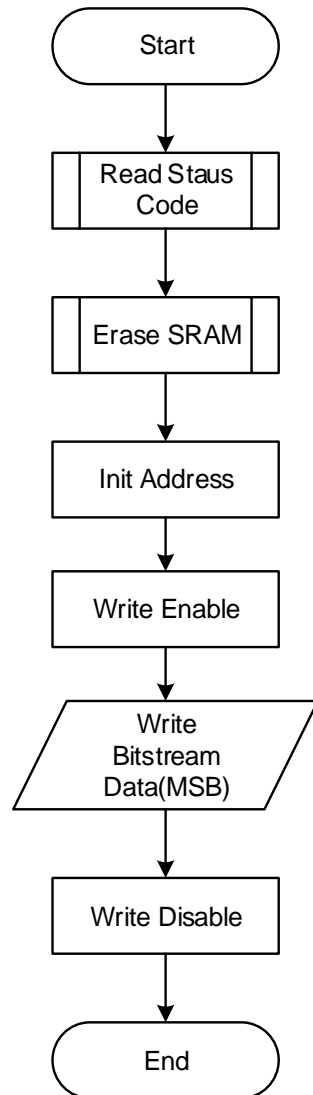 Start
Read Staus
Code
Erase SRAM
Init Address
Write Enable
Write
Bitstream
Data(MSB)
Write Disable
End